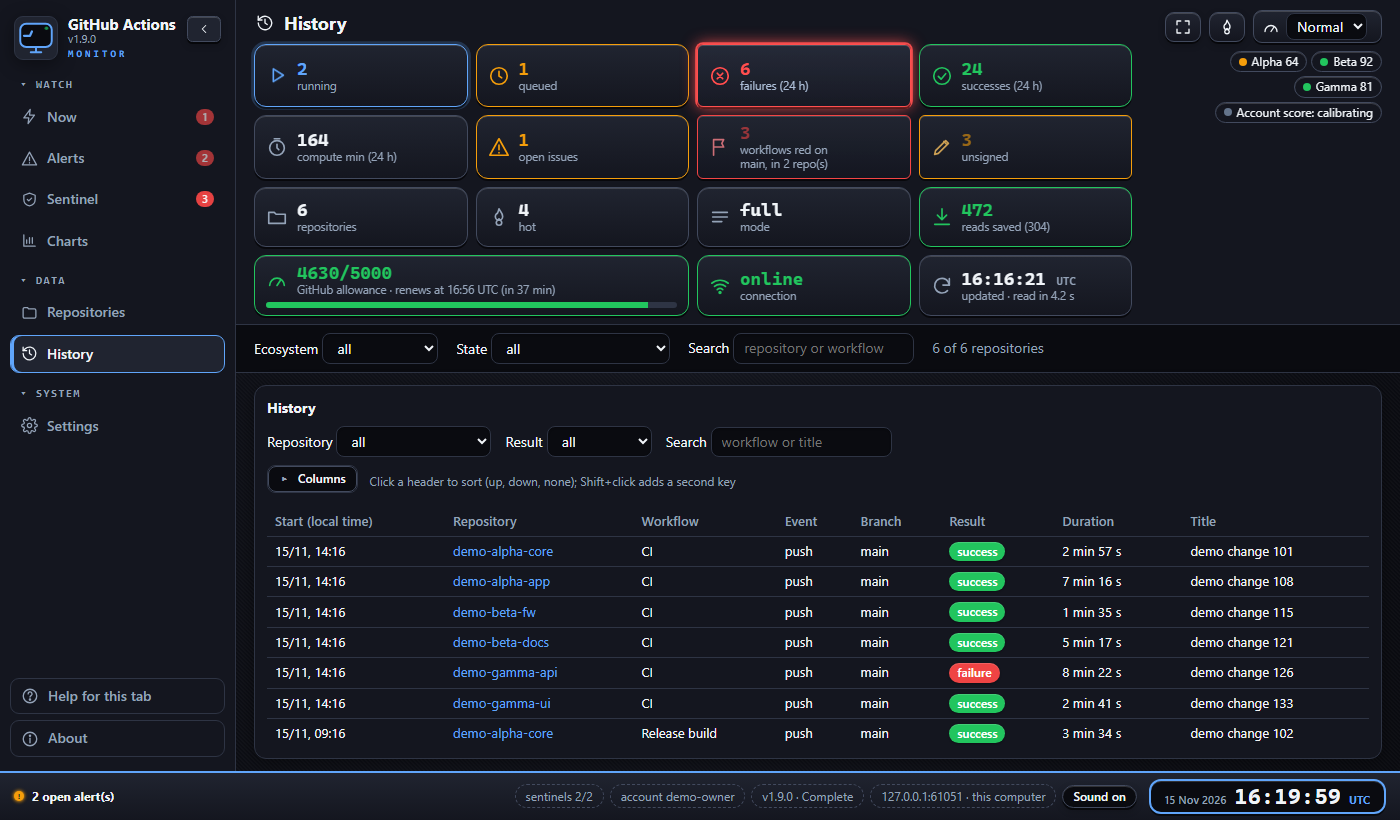 GitHub Actions
v1.9.0
MONITOR
WATCH
Now 1
Alerts 2
Sentinel 3
Charts
DATA
Repositories
History
SYSTEM
Settings
Help for this tab
About
History
Normal
Alpha 64
Beta 92
Gamma 81
Account score: calibrating
2
running
1
queued
6
failures (24 h)
24
successes (24 h)
164
compute min (24 h)
1
open issues
3
workflows red on
main, in 2 repo(s)
3
unsigned
6
repositories
4
hot
full
mode
472
reads saved (304)
4630/5000
GitHub allowance · renews at 16:56 UTC (in 37 min)
online
connection
16:16:21 UTC
updated · read in 4.2 s
Ecosystem all State all Search repository or workflow 6 of 6 repositories
History
Repository all Result all Search workflow or title
Columns Click a header to sort (up, down, none); Shift+click adds a second key
Start (local time) Repository Workflow Event Branch Result Duration Title
15/11, 14:16 demo-alpha-core CI push main success 2 min 57 s demo change 101
15/11, 14:16 demo-alpha-app CI push main success 7 min 16 s demo change 108
15/11, 14:16 demo-beta-fw CI push main success 1 min 35 s demo change 115
15/11, 14:16 demo-beta-docs CI push main success 5 min 17 s demo change 121
15/11, 14:16 demo-gamma-api CI push main failure 8 min 22 s demo change 126
15/11, 14:16 demo-gamma-ui CI push main success 2 min 41 s demo change 133
15/11, 09:16 demo-alpha-core Release build push main success 3 min 34 s demo change 102
2 open alert(s)
sentinels 2/2
account demo-owner
v1.9.0 · Complete
127.0.0.1:61051 · this computer
Sound on
15 Nov 2026 16:19:59 UTC